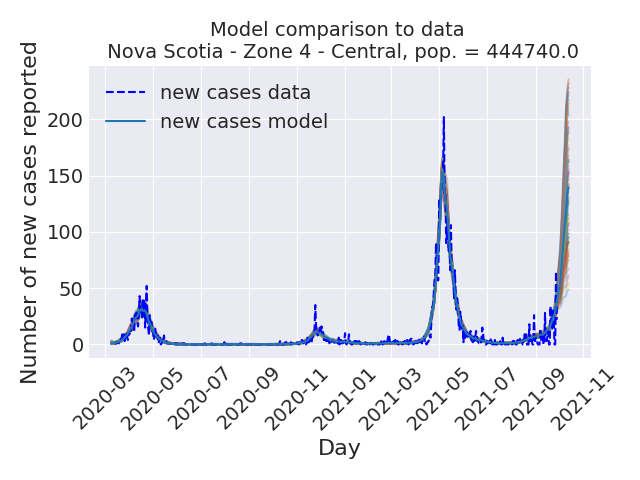 Model comparison to data
Nova Scotia - Zone 4 - Central, pop. = 444740.0
Number of new cases reported
200
150
100
50
0
new cases data
new cases model
2020-03
2020-05
2020-07
2020-09
2020-11
2021-01
2021-03
2021-05
2021-07
2021-09
2021-11
Day